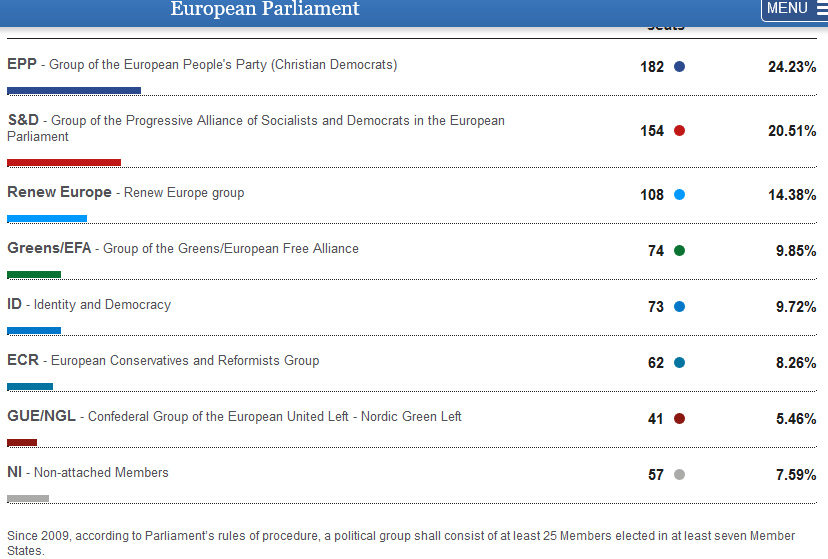 European Parliament
MENU
seats
EPP - Group of the European People's Party (Christian Democrats) 182 24.23%
S&D - Group of the Progressive Alliance of Socialists and Democrats in the European
Parliament 154 20.51%
Renew Europe - Renew Europe group 108 14.38%
Greens/EFA - Group of the Greens/European Free Alliance 74 9.85%
ID - Identity and Democracy 73 9.72%
ECR - European Conservatives and Reformists Group 62 8.26%
GUE/NGL - Confederal Group of the European United Left - Nordic Green Left 41 5.46%
NI - Non-attached Members 57 7.59%
Since 2009, according to Parliament's rules of procedure, a political group shall consist of at least 25 Members elected in at least seven Member
States.